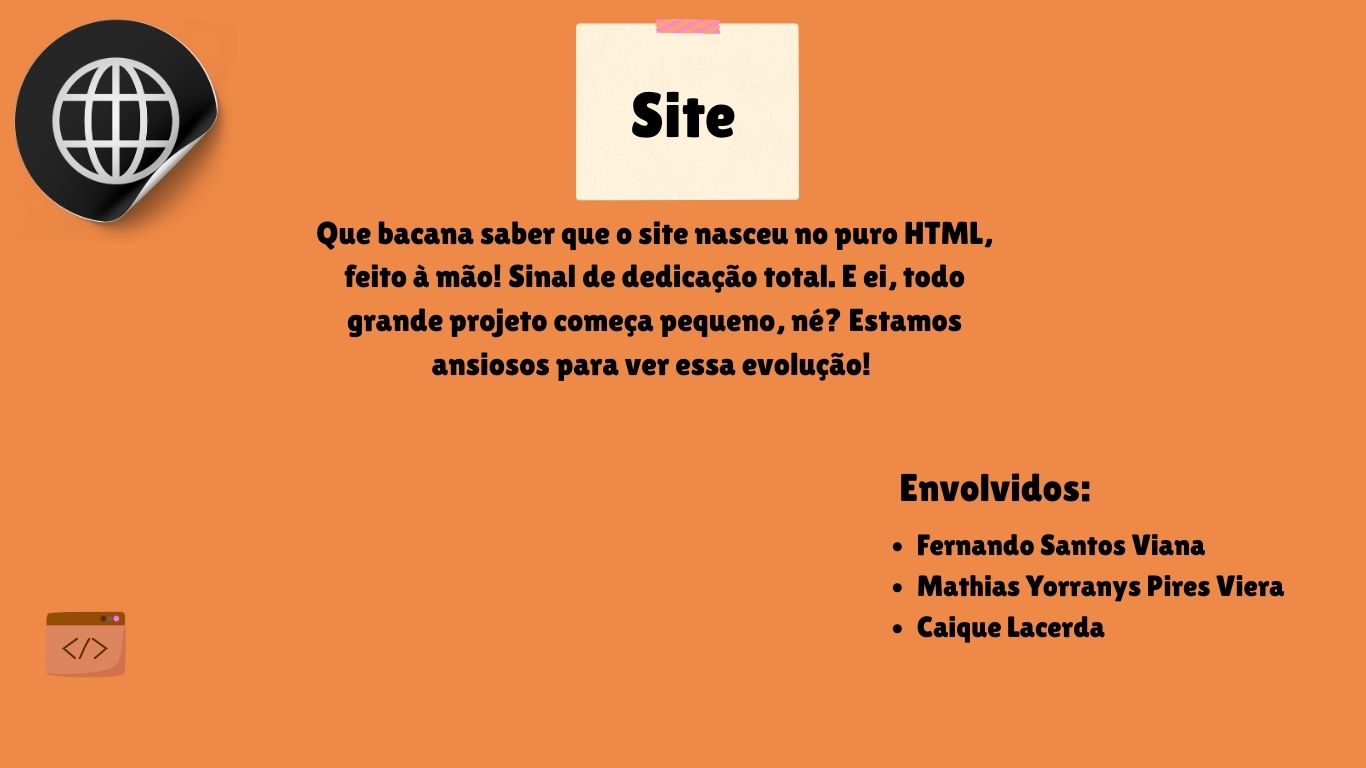 Site
Que bacana saber que o site nasceu no puro HTML,
feito à mão! Sinal de dedicação total. E ei, todo
grande projeto começa pequeno, né? Estamos
ansiosos para ver essa evolução!
Envolvidos:
• Fernando Santos Viana
• Mathias Yorranys Pires Viera
• Caique Lacerda
</>